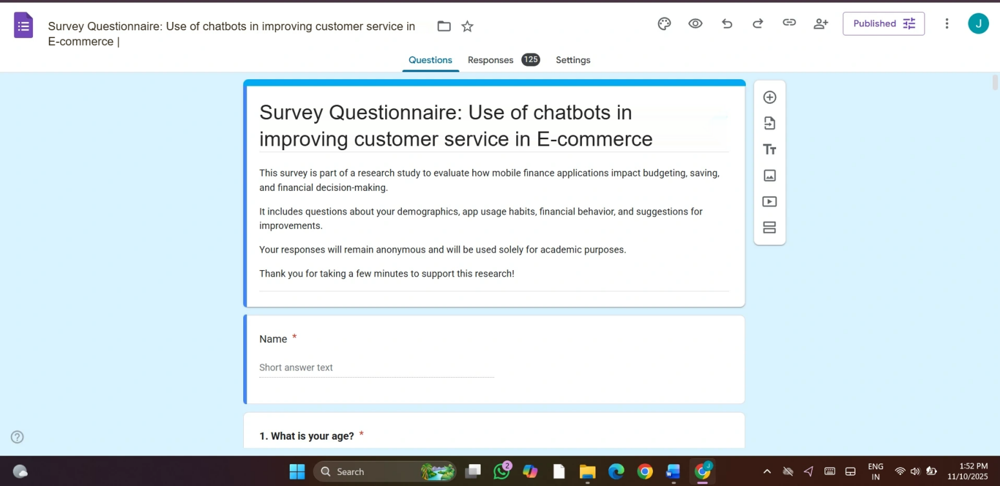 Survey Questionnaire: Use of chatbots in improving customer service in
E-commerce |
Published
J
Questions
Responses 125
Settings
Survey Questionnaire: Use of chatbots in
improving customer service in E-commerce
This survey is part of a research study to evaluate how mobile finance applications impact budgeting, saving,
and financial decision-making.
It includes questions about your demographics, app usage habits, financial behavior, and suggestions for
improvements.
Your responses will remain anonymous and will be used solely for academic purposes.
Thank you for taking a few minutes to support this research!
Tт
Name *
Short answer text
1. What is your age? *
Search
2
J
ENG
IN
1:52 PM
11/10/2025